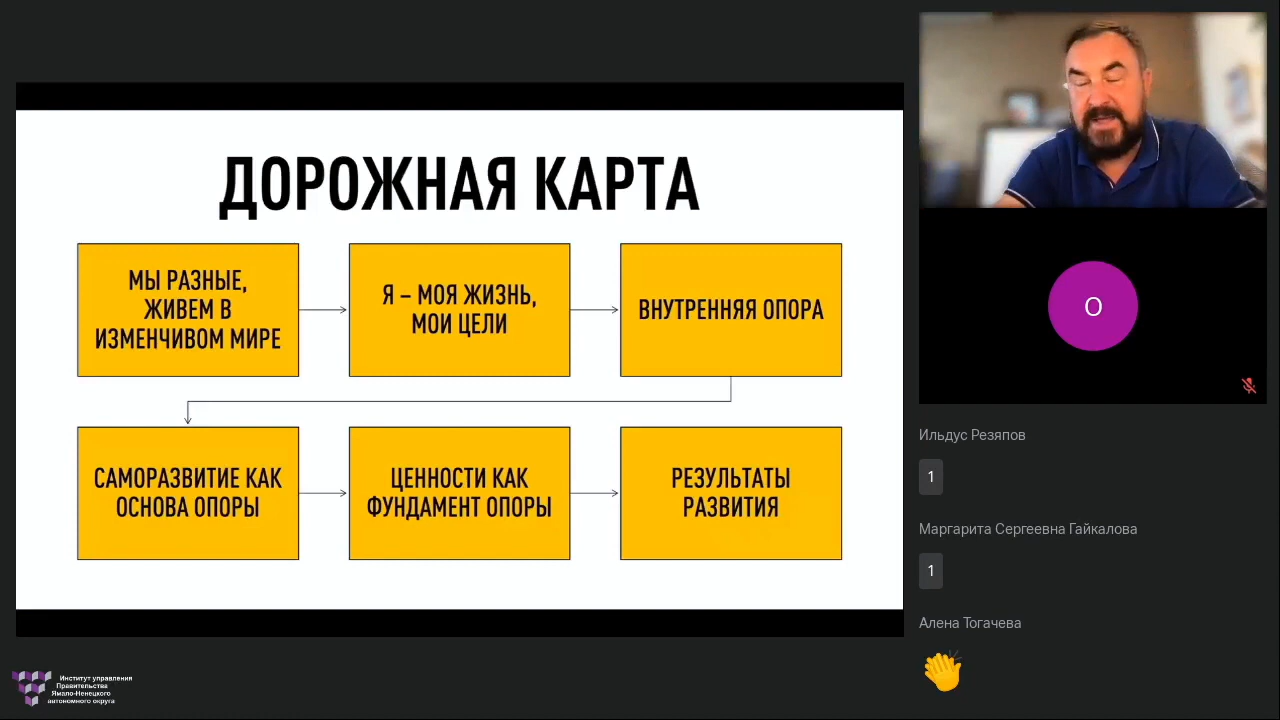 ДОРОЖНАЯ КАРТА
МЫ РАЗНЫЕ,
ЖИВЕМ В
ИЗМЕНЧИВОМ МИРЕ
Я – МОЯ ЖИЗНЬ,
МОИ ЦЕЛИ
ВНУТРЕННЯЯ ОПОРА
САМОРАЗВИТИЕ КАК
ОСНОВА ОПОРЫ
ЦЕННОСТИ КАК
ФУНДАМЕНТ ОПОРЫ
РЕЗУЛЬТАТЫ
РАЗВИТИЯ
О
Ильдус Резяпов
1
Маргарита Сергеевна Гайкалова
1
Алена Тогачева
Институт управления
Правительства
Ямало-Ненецкого
автономного округа